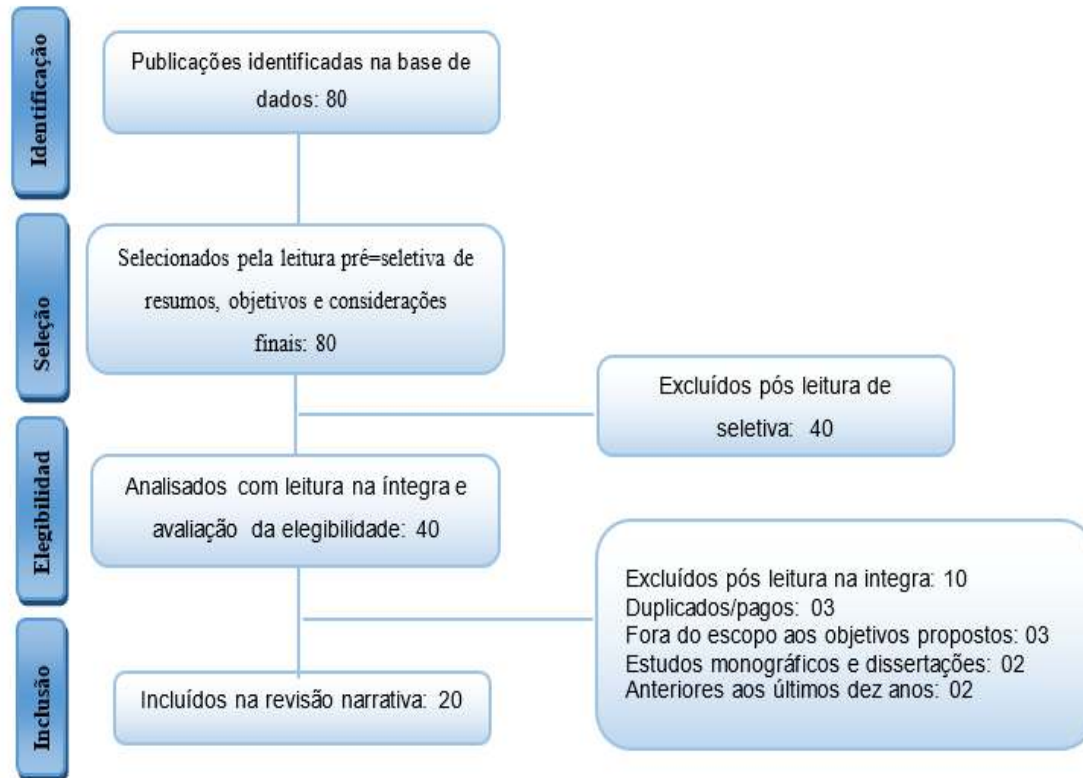 Identificação
Publicações identificadas na base de
dados: 80
Seleção
Selecionados pela leitura pré=seletiva de
resumos, objetivos e considerações
finais: 80
Excluídos pós leitura de
seletiva: 40
Elegibilidad
Analisados com leitura na íntegra e
avaliação da elegibilidade: 40
Excluídos pós leitura na integra: 10
Duplicados/pagos: 03
Fora do escopo aos objetivos propostos: 03
Estudos monográficos e dissertações: 02
Anteriores aos últimos dez anos: 02
Inclusão
Incluídos na revisão narrativa: 20